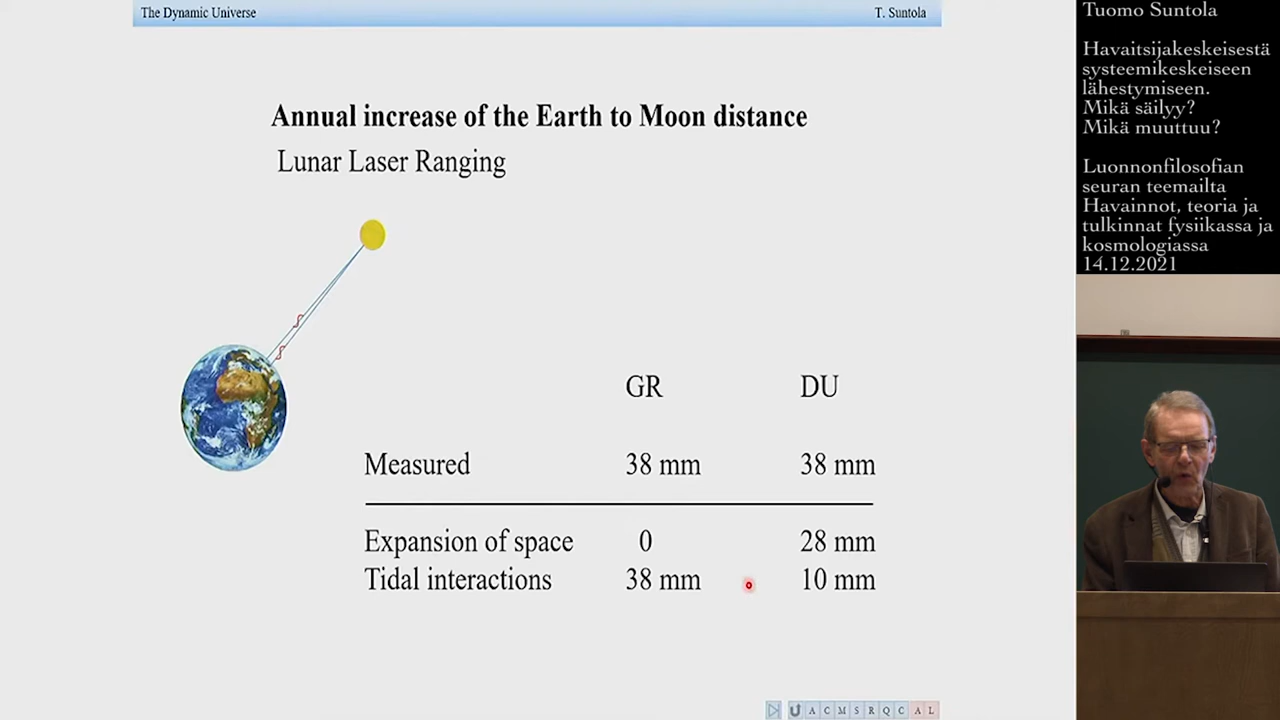 The Dynamic Universe
T. Suntola
Annual increase of the Earth to Moon distance
Lunar Laser Ranging
GR DU
Measured 38 mm 38 mm
Expansion of space 0 28 mm
Tidal interactions 38 mm 10 mm
A C M S R Q C A L
Tuomo Suntola
Havaitsijakeskeisestä
systeemikeskeiseen
lähestymiseen.
Mikä säilyy?
Mikä muuttuu?
Luonnonfilosofian
seuran teemailta
Havainnot, teoria ja
tulkinnat fysiikassa ja
kosmologiassa
14.12.2021